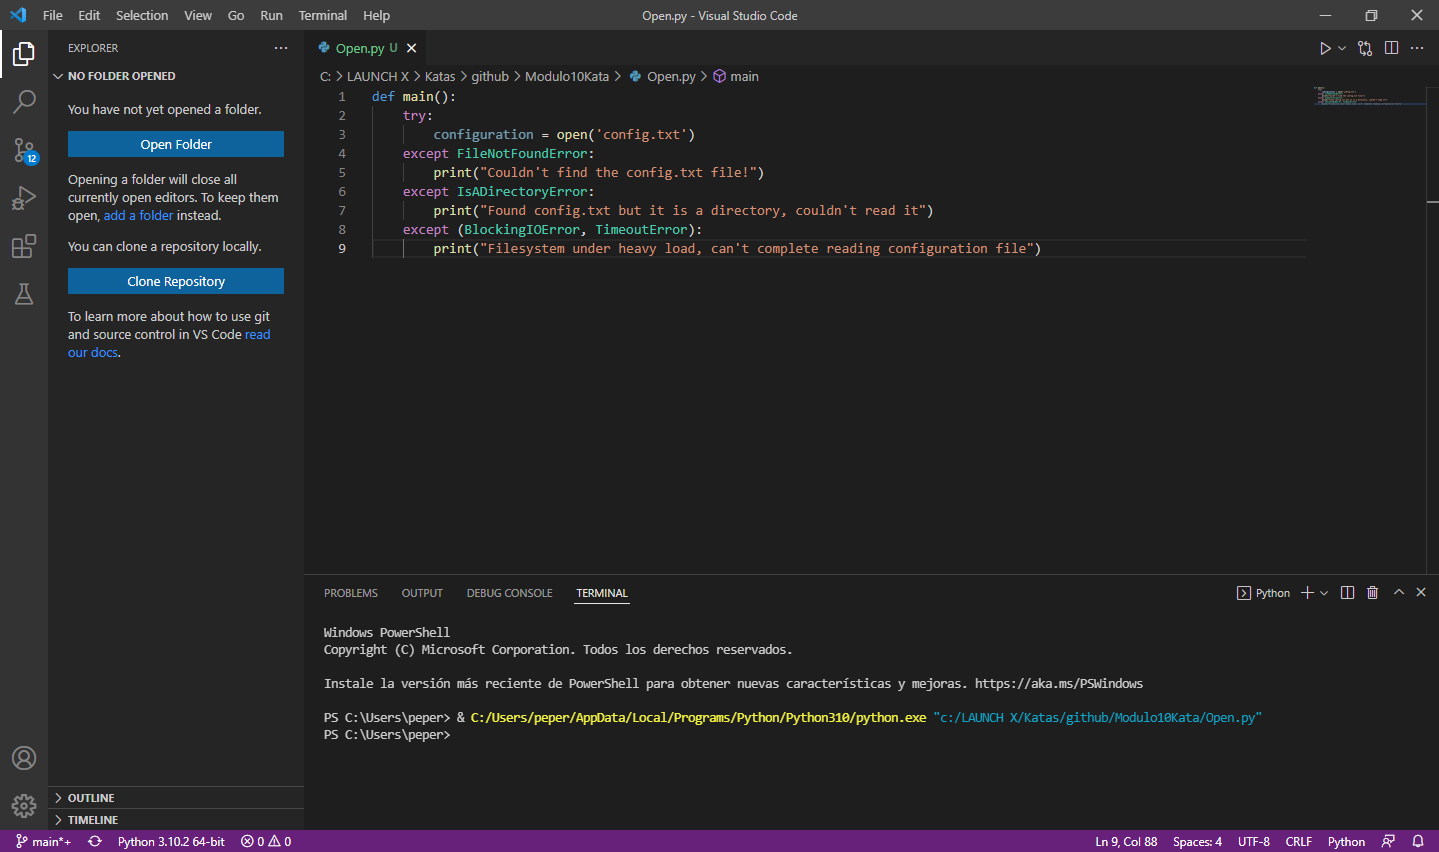 File Edit Selection View Go Run Terminal Help
Open.py - Visual Studio Code
EXPLORER
NO FOLDER OPENED
You have not yet opened a folder.
Open Folder
Opening a folder will close all
currently open editors. To keep them
open, add a folder instead.
You can clone a repository locally.
Clone Repository
To learn more about how to use git
and source control in VS Code read
our docs.
12
OUTLINE
TIMELINE
Open.py U
C: > LAUNCH X > Katas > github > Modulo10Kata > Open.py > main
1 def main():
2 try:
3 configuration = open('config.txt')
4 except FileNotFoundError:
5 print("Couldn't find the config.txt file!")
6 except IsADirectoryError:
7 print("Found config.txt but it is a directory, couldn't read it")
8 except (BlockingIOError, TimeoutError):
9 print("Filesystem under heavy load, can't complete reading configuration file")
PROBLEMS OUTPUT DEBUG CONSOLE TERMINAL
Python
Windows PowerShell
Copyright (C) Microsoft Corporation. Todos los derechos reservados.
Instale la versión más reciente de PowerShell para obtener nuevas características y mejoras. https://aka.ms/PSWindows
PS C:\Users\peper> & C:/Users/peper/AppData/Local/Programs/Python/Python310/python.exe "c:/LAUNCH X/Katas/github/Modulo10Kata/Open.py"
PS C:\Users\peper>
main*+ Python 3.10.2 64-bit 0 0
Ln 9, Col 88 Spaces: 4 UTF-8 CRLF Python